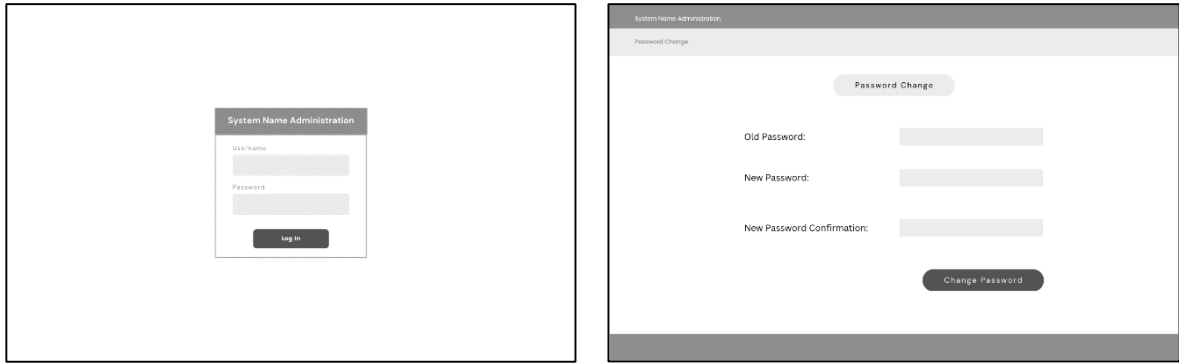 System Name Administration
Username
Password
Log In
System Name Administration
Password Change
Password Change
Old Password:
New Password:
New Password Confirmation:
Change Password